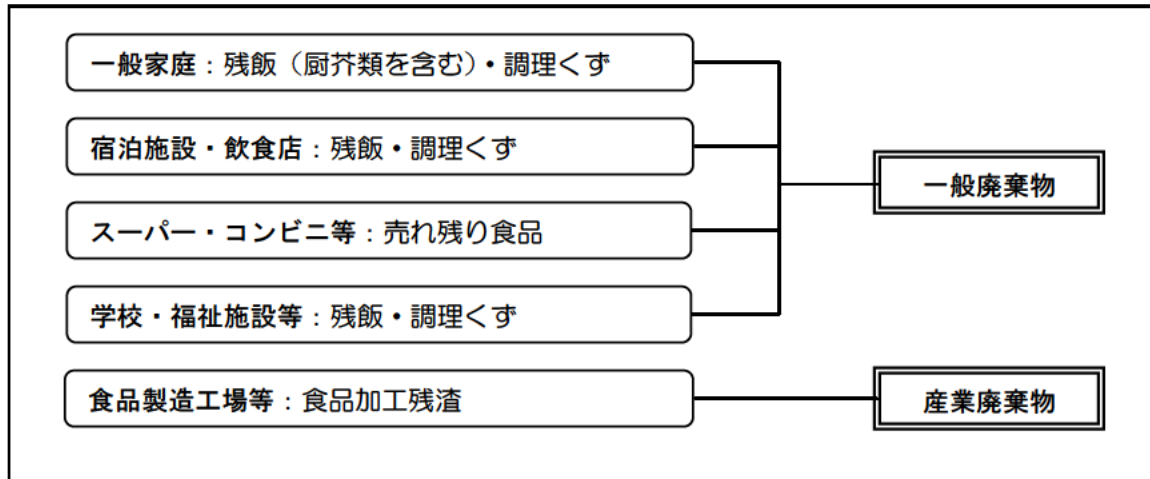 一般家庭：残飯（厨芥類を含む）・調理くず
宿泊施設・飲食店：残飯・調理くず
スーパー・コンビニ等：売れ残り食品
学校・福祉施設等：残飯・調理くず
食品製造工場等：食品加工残渣
一般廃棄物
産業廃棄物